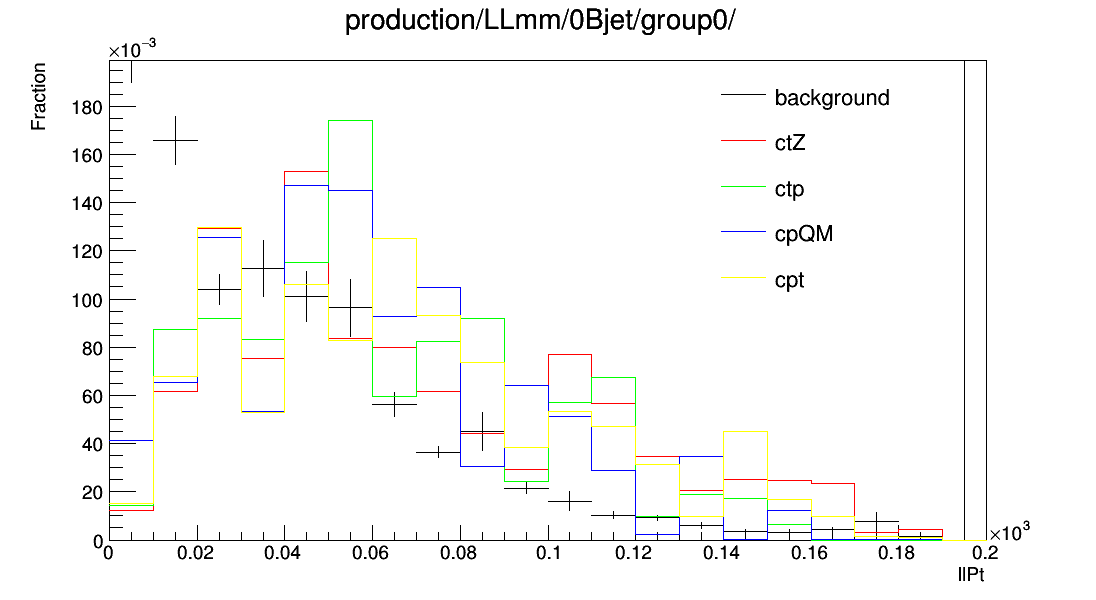 production/LLmm/0Bjet/group0/
×10⁻³
Fraction
180
160
140
120
100
80
60
40
20
0
background
ctZ
ctp
cpQM
cpt
0 0.02 0.04 0.06 0.08 0.1 0.12 0.14 0.16 0.18 0.2
×10³
llPt